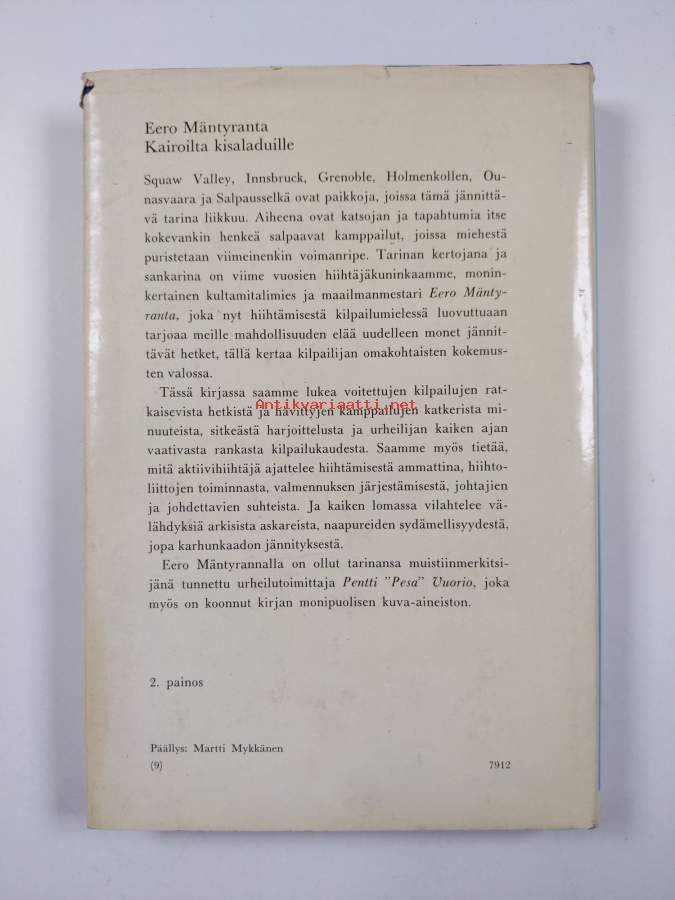 Eero Mäntyranta
Kairoilta kisaladuille
Squaw Valley, Innsbruck, Grenoble, Holmenkollen, Ou-
nasvaara ja Salpausselkä ovat paikkoja, joissa tämä jännittä-
vä tarina liikkuu. Aiheena ovat katsojan ja tapahtumia itse
kokevankin henkeä salpaavat kamppailut, joissa miehestä
puristetaan viimeinenkin voimanripe. Tarinan kertojana ja
sankarina on viime vuosien hiihtäjäkuninkaamme, monin-
kertainen kultamitalimies ja maailmanmestari Eero Mänty-
ranta, joka nyt hiihtämisestä kilpailumielessä luovuttuaan
tarjoaa meille mahdollisuuden elää uudelleen monet jännit-
tävät hetket, tällä kertaa kilpailijan omakohtaisten kokemus-
ten valossa.
Tässä kirjassa saamme lukea voitettujen kilpailujen rat-
kaisevista hetkistä ja hävittyjen kamppailujen katkerista mi-
Antikvariaatti.net
nuuteista, sitkeästä harjoittelusta ja urheilijan kaiken ajan
vaativasta rankasta kilpailukaudesta. Saamme myös tietää,
mitä aktiivihiihtäjä ajattelee hiihtämisestä ammattina, hiihto-
liittojen toiminnasta, valmennuksen järjestämisestä, johtajien
ja johdettavien suhteista. Ja kaiken lomassa vilahtelee vä-
lähdyksiä arkisista askareista, naapureiden sydämellisyydestä,
jopa karhunkaadon jännityksestä.
Eero Mäntyrannalla on ollut tarinansa muistiinmerkitsi-
jänä tunnettu urheilutoimittaja Pentti "Pesa" Vuorio, joka
myös on koonnut kirjan monipuolisen kuva-aineiston.
2. painos
Päällys: Martti Mykkänen
(9) 7912